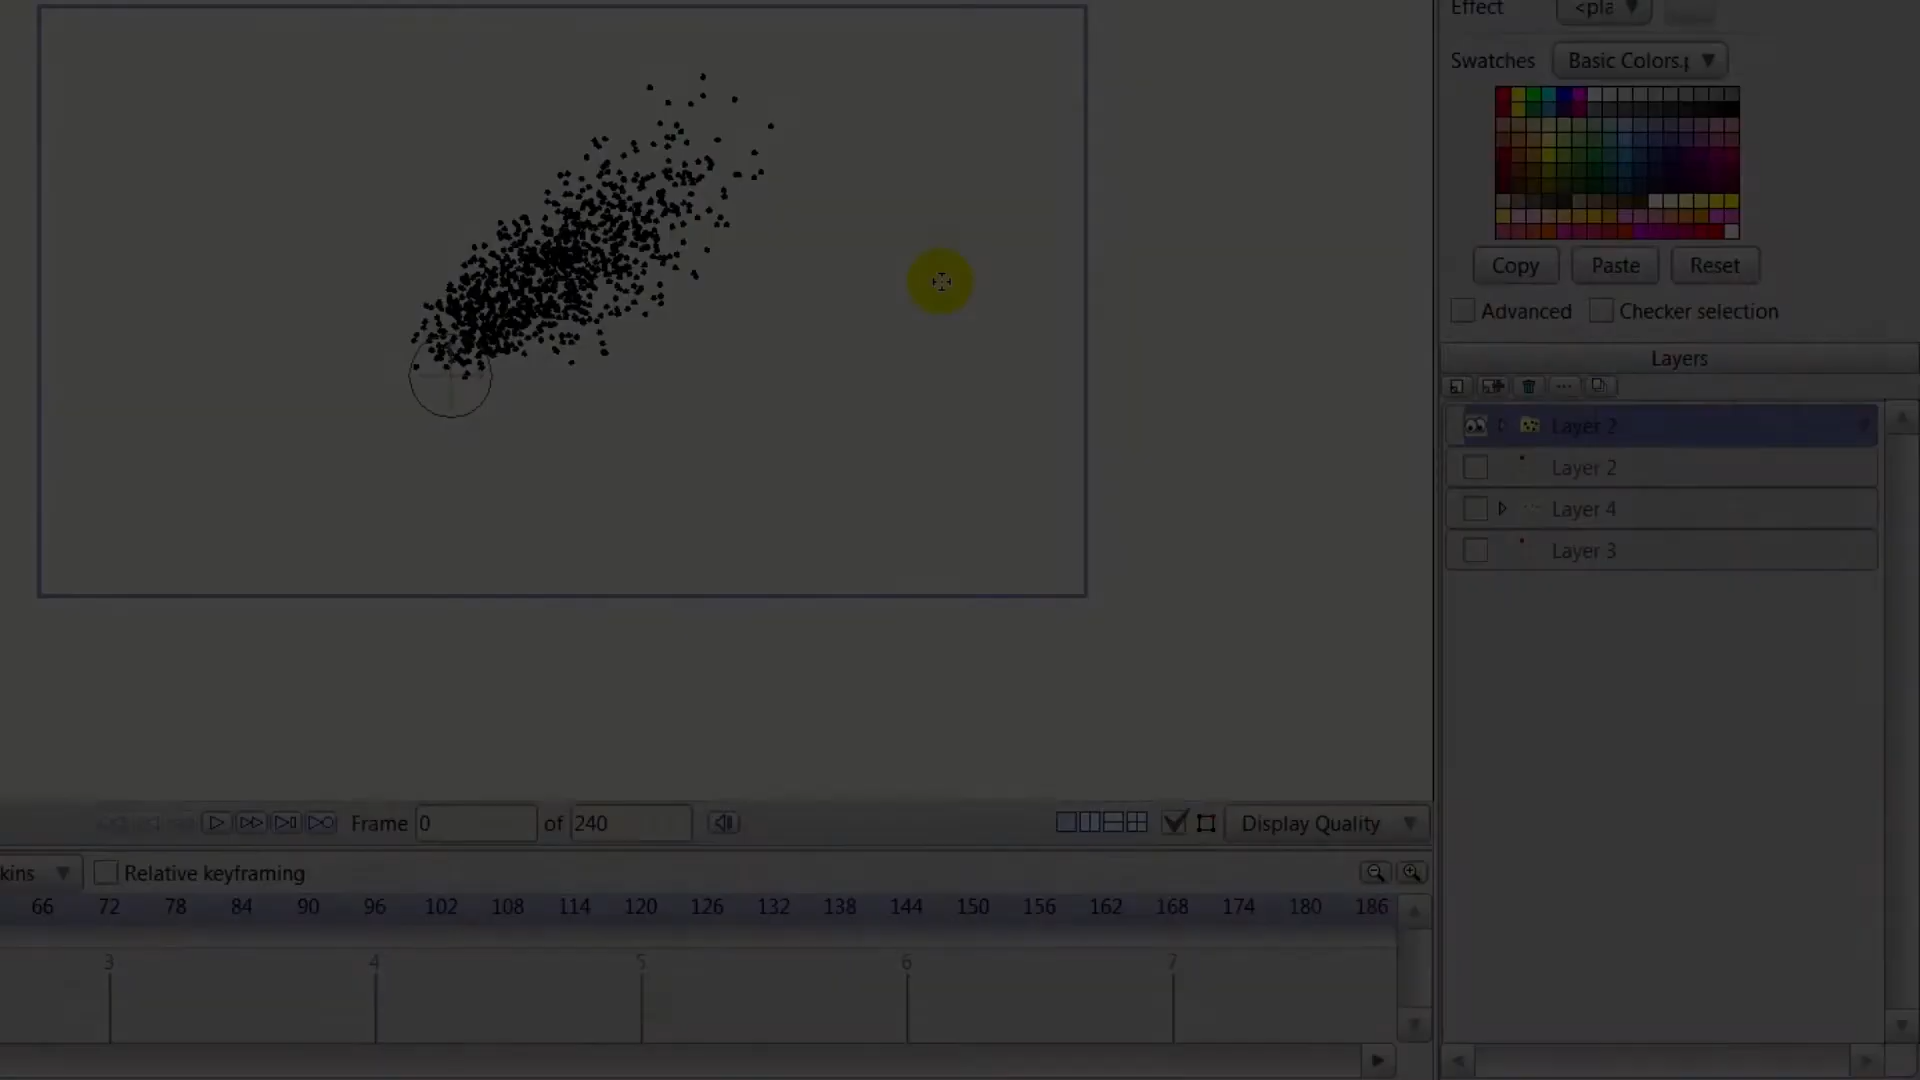 Effect <pla
Swatches Basic Colors.p
Copy Paste Reset
Advanced Checker selection
Layers
Layer 2
Layer 2
Layer 4
Layer 3
Frame 0 of 240 Display Quality
kins Relative keyframing
66 72 78 84 90 96 102 108 114 120 126 132 138 144 150 156 162 168 174 180 186
3 4 5 6 7